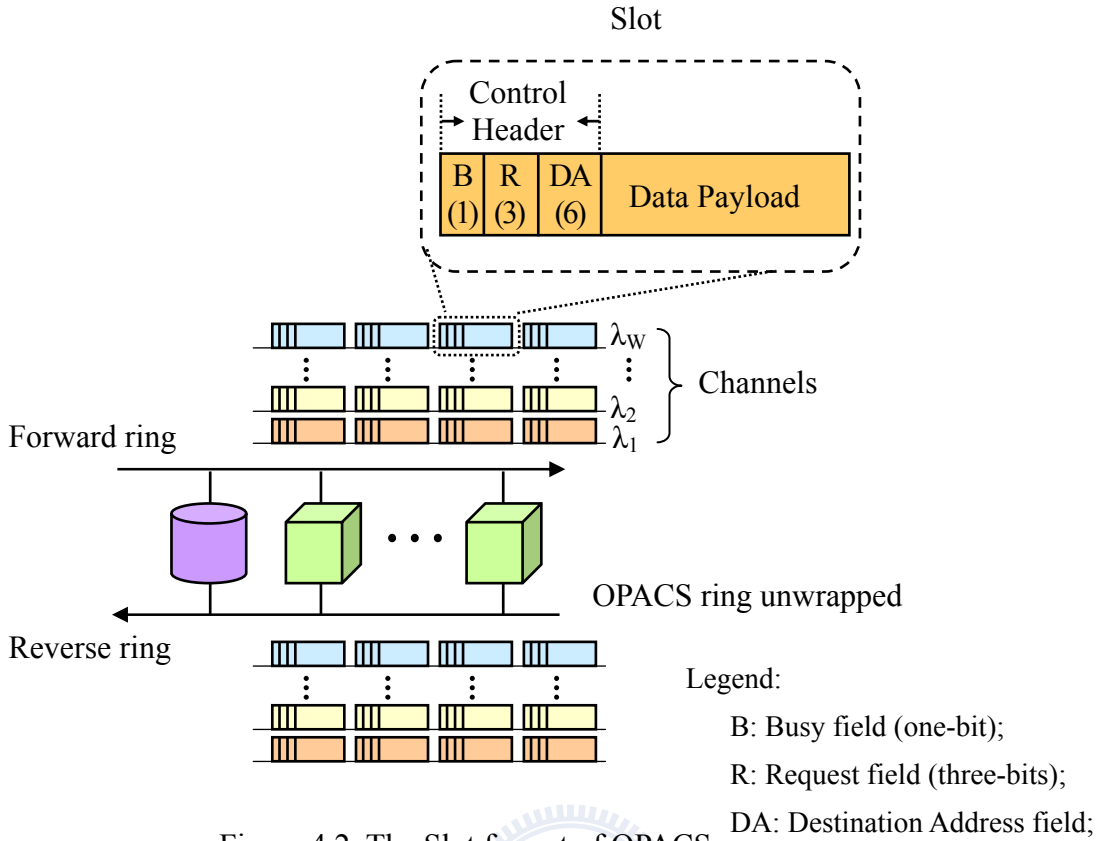 Slot
Control
Header
B
(1)
R
(3)
DA
(6)
Data Payload
λW
λ2
λ1
Channels
Forward ring
OPACS ring unwrapped
Reverse ring
Legend:
B: Busy field (one-bit);
R: Request field (three-bits);
DA: Destination Address field;